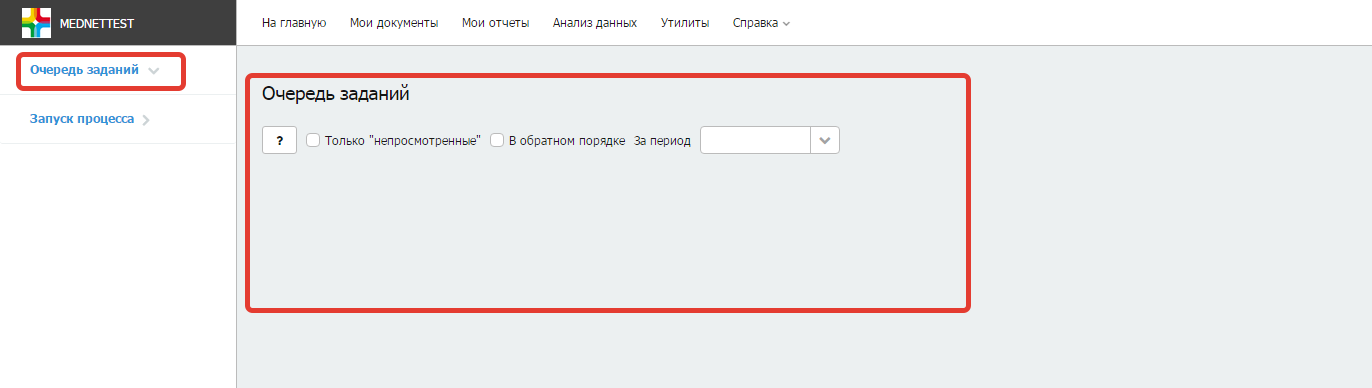 MEDNETTEST
На главную Мои документы Мои отчеты Анализ данных Утилиты Справка
Очередь заданий
Запуск процесса
Очередь заданий
? Только "непросмотренные" В обратном порядке За период